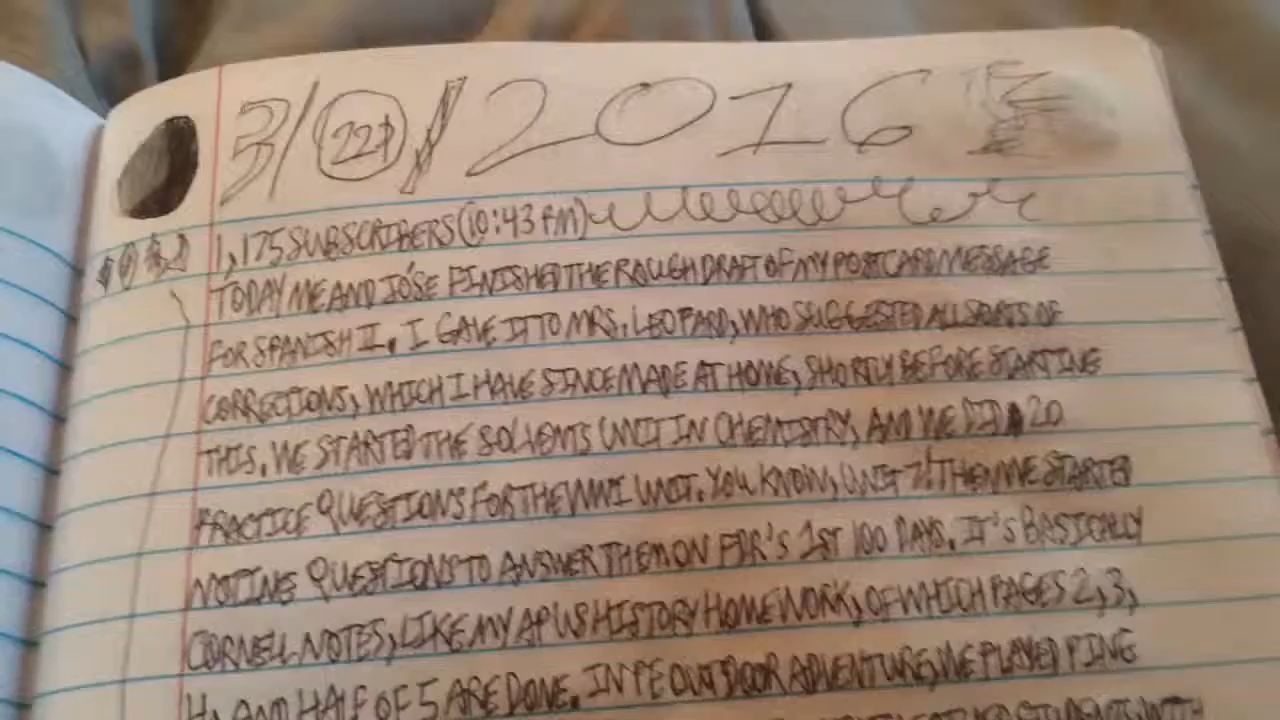 3/22/2016
1,175 SUBSCRIBERS (10:43 PM)
TODAY ME AND JOSE FINISHED THE ROUGH DRAFT OF MY POSTCARD MESSAGE
FOR SPANISH II. I GAVE IT TO MRS. LEOPARD, WHO SUGGESTED ALL SORTS OF
CORRECTIONS, WHICH I HAVE SINCE MADE AT HOME, SHORTLY BEFORE STARTING
THIS. WE STARTED THE SOLVENTS UNIT IN CHEMISTRY, AND WE DID 20
PRACTICE QUESTIONS FOR THE WWI UNIT. YOU KNOW, UNIT 7! THEN WE STARTED
NOTING QUESTIONS TO ANSWER THEM ON FDR'S 1ST 100 DAYS. IT'S BASICALLY
CORNELL NOTES, LIKE MY AP US HISTORY HOMEWORK, OF WHICH PAGES 2, 3,
4, AND HALF OF 5 ARE DONE. IN PE OUTDOOR ADVENTURE, WE PLAYED PING
STUDENTS WITH